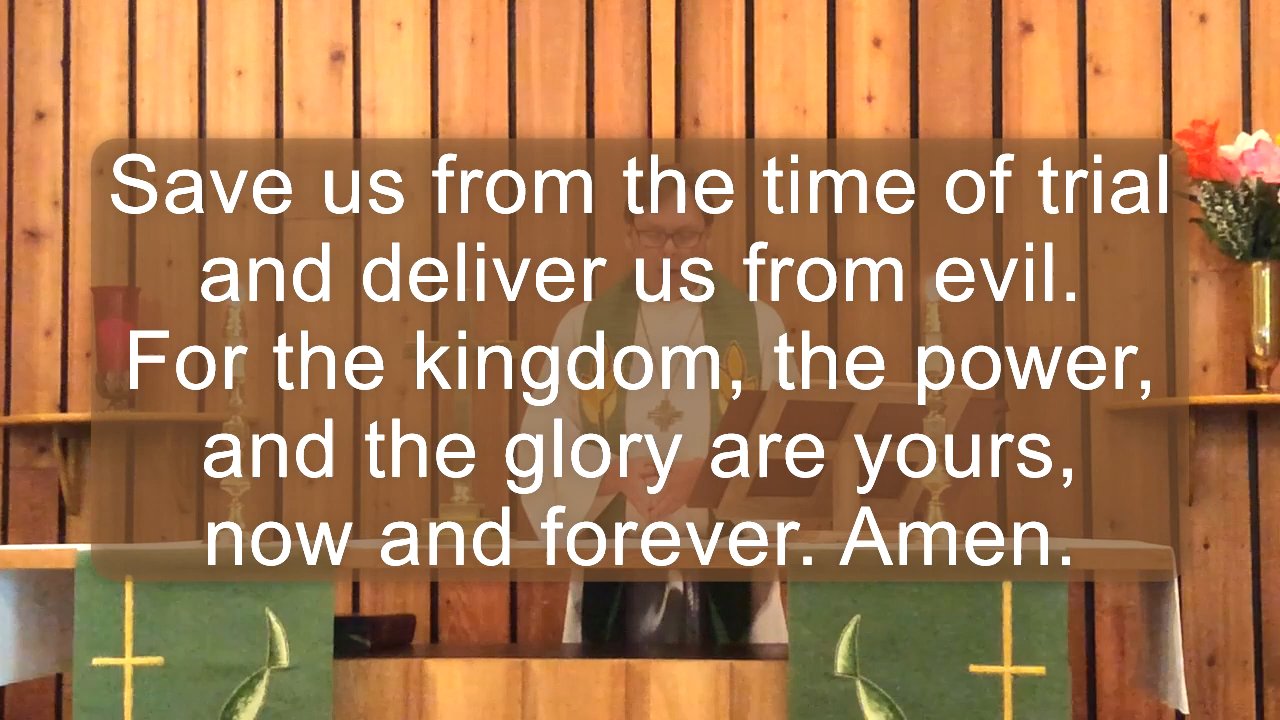 Save us from the time of trial
and deliver us from evil.
For the kingdom, the power,
and the glory are yours,
now and forever. Amen.